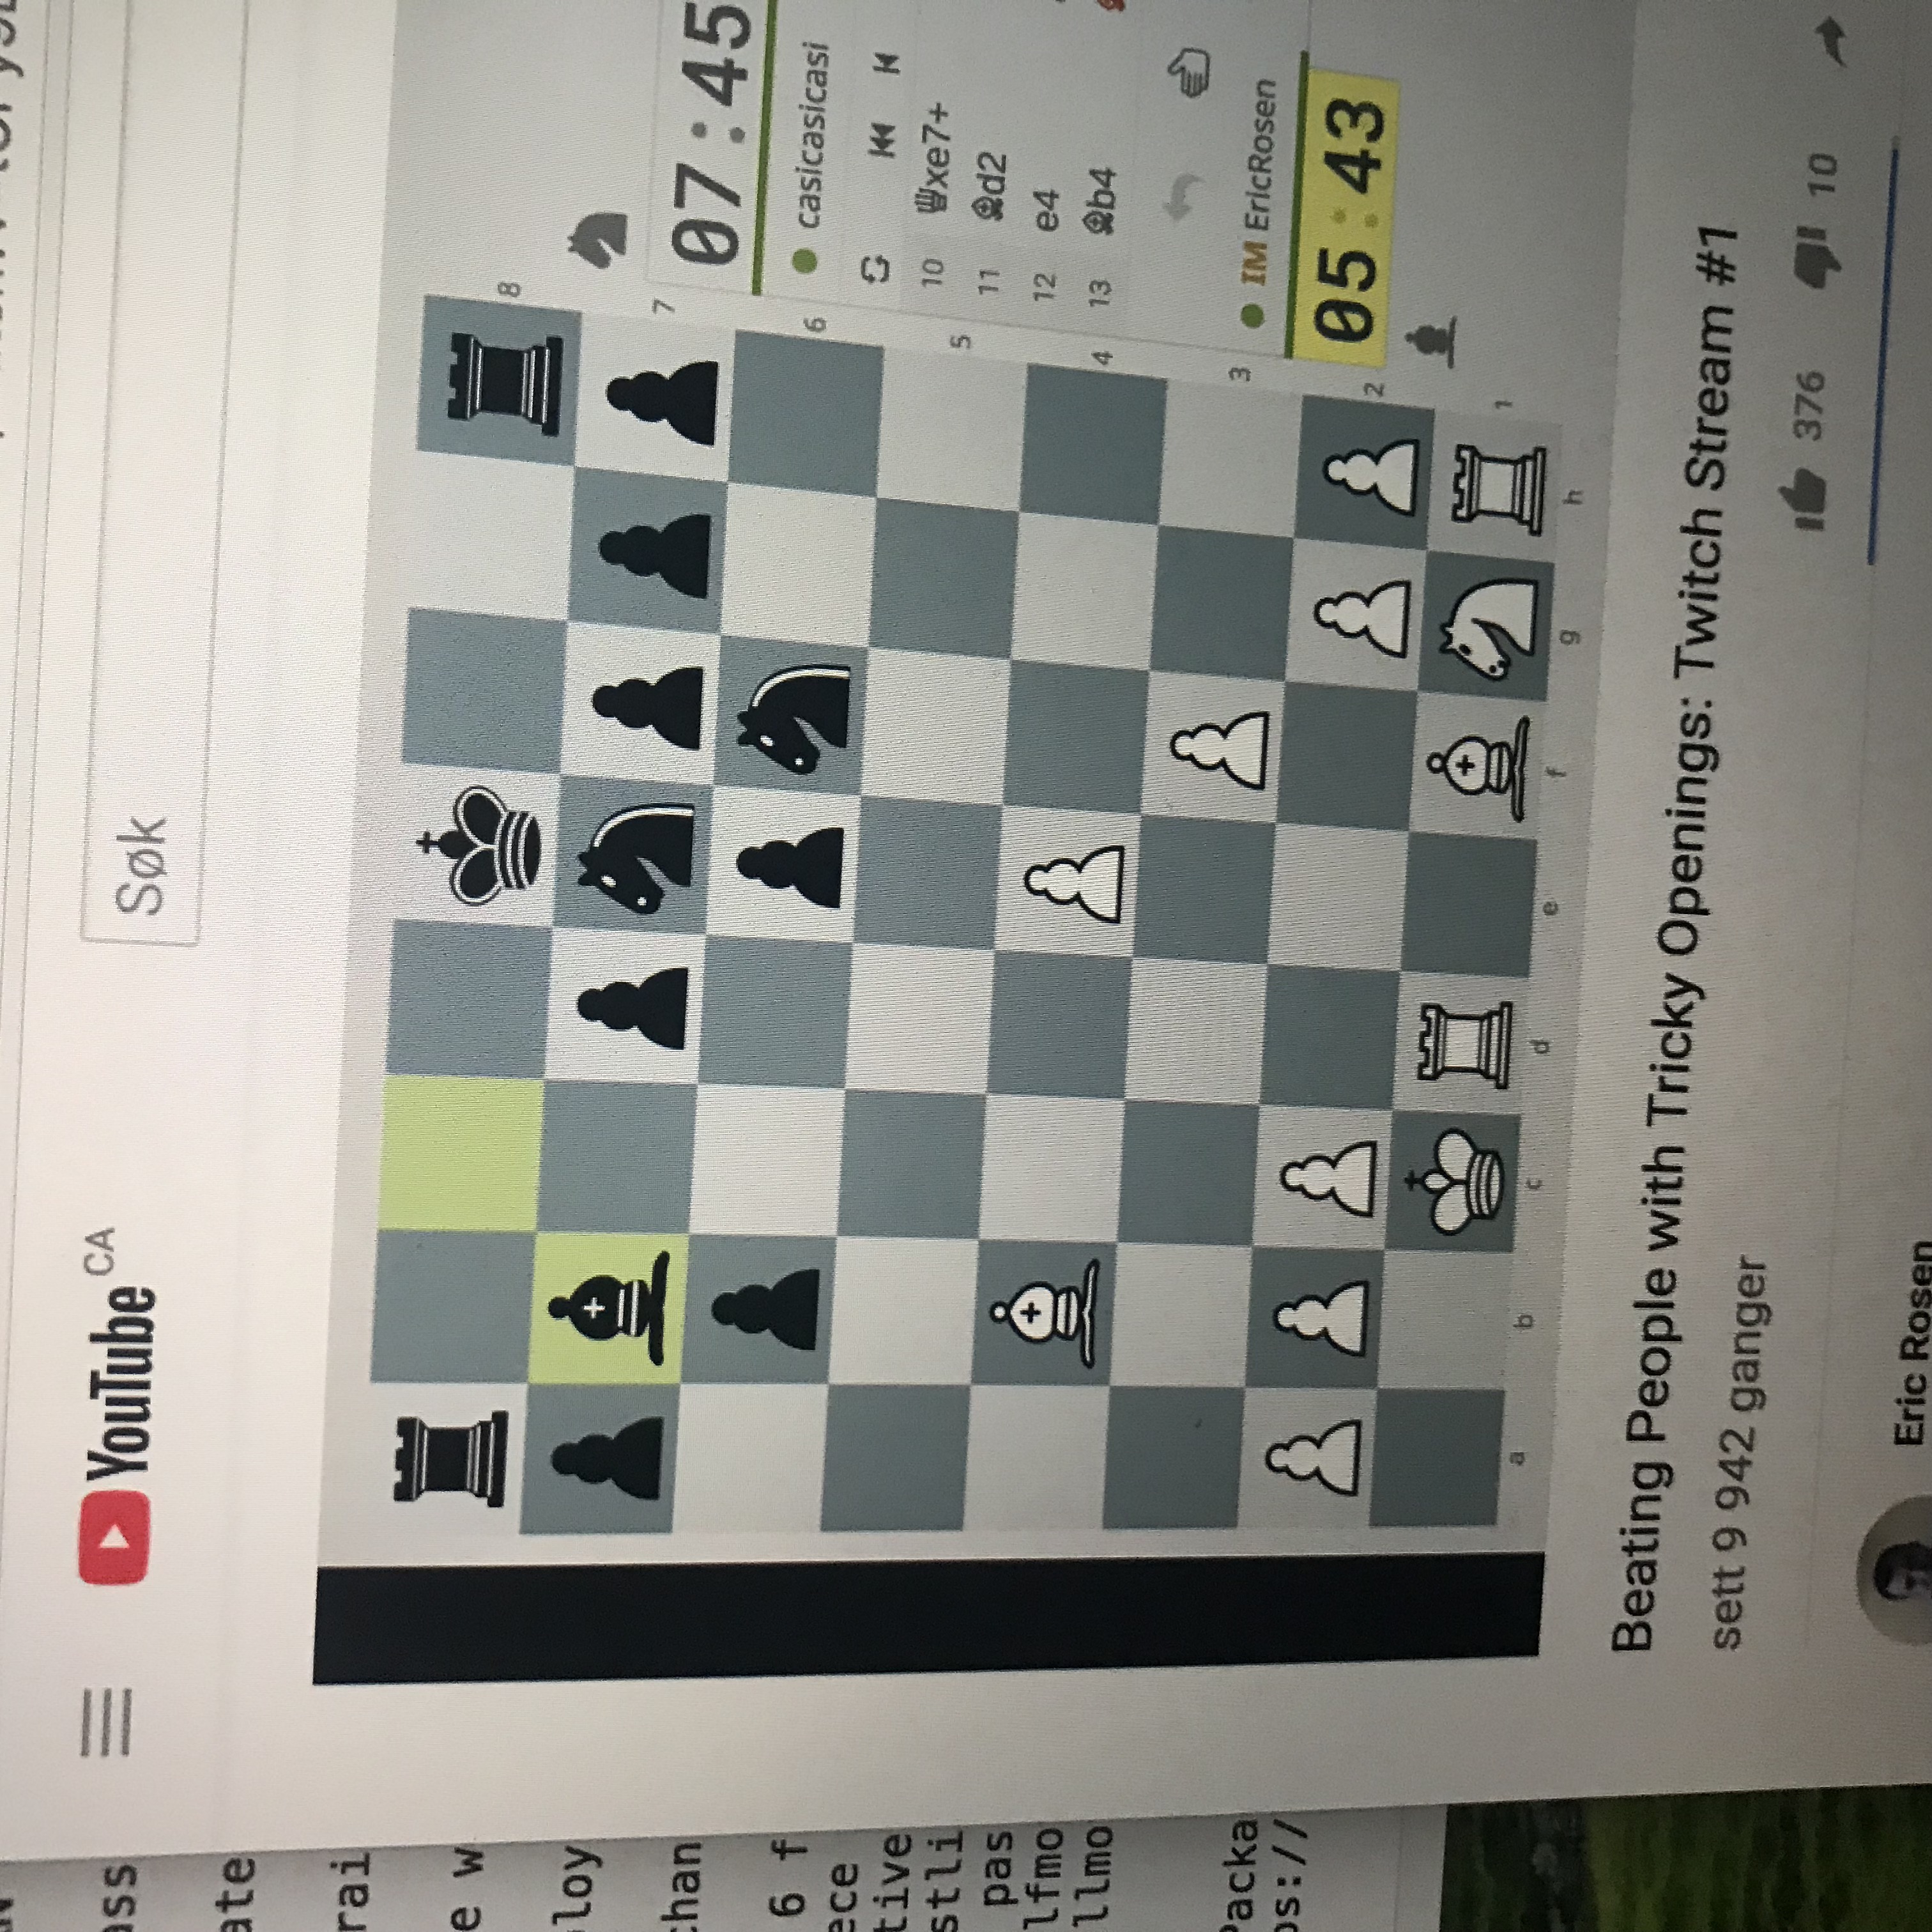 ass
YouTube CA
Søk
ate
rai
e w
8
loy
7
07:45
chan
6 f
6
casicasicasi
ece
tive
10 ♕xe7+
stli
5
pas
11 ♗d2
lfmo
12 e4
llmo
4
13 ♗b4
Packa
3
IM EricRosen
ps://
2
05:43
1
a b c d e f g h
Beating People with Tricky Openings: Twitch Stream #1
sett 9 942 ganger
376 10
Eric Rosen